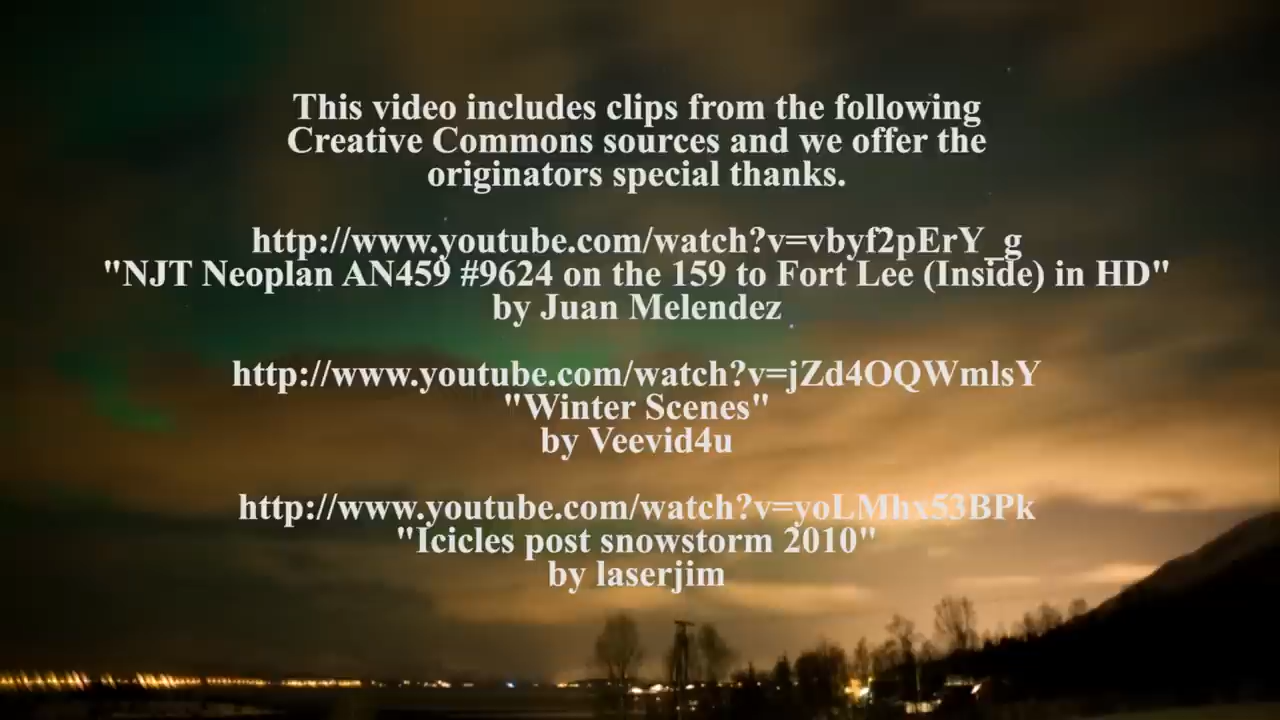 This video includes clips from the following
Creative Commons sources and we offer the
originators special thanks.
http://www.youtube.com/watch?v=vbyf2pErY_g
"NJT Neoplan AN459 #9624 on the 159 to Fort Lee (Inside) in HD"
by Juan Melendez
http://www.youtube.com/watch?v=jZd4OQWmlsY
"Winter Scenes"
by Veevid4u
http://www.youtube.com/watch?v=yoLMhx53BPk
"Icicles post snowstorm 2010"
by laserjim